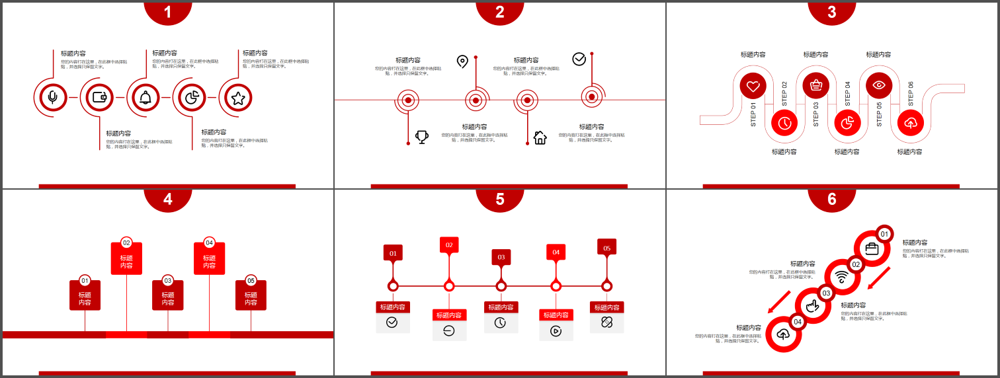 1
标题内容
您的内容打在这里，在此框中选择粘
贴，并选择只保留文字。
标题内容
您的内容打在这里，在此框中选择粘
贴，并选择只保留文字。
标题内容
您的内容打在这里，在此框中选择粘
贴，并选择只保留文字。
标题内容
您的内容打在这里，在此框中选择粘
贴，并选择只保留文字。
标题内容
您的内容打在这里，在此框中选择粘
贴，并选择只保留文字。
2
标题内容
您的内容打在这里，在此框中选择粘
贴，并选择只保留文字。
标题内容
您的内容打在这里，在此框中选择粘
贴，并选择只保留文字。
标题内容
您的内容打在这里，在此框中选择粘
贴，并选择只保留文字。
标题内容
您的内容打在这里，在此框中选择粘
贴，并选择只保留文字。
3
标题内容
标题内容
标题内容
STEP 01
STEP 02
STEP 03
STEP 04
STEP 05
STEP 06
标题内容
标题内容
标题内容
4
01
标题
内容
02
标题
内容
03
标题
内容
04
标题
内容
05
标题
内容
5
01
02
03
04
05
标题内容
标题内容
标题内容
标题内容
标题内容
6
01
标题内容
您的内容打在这里，在此框中选择粘
贴，并选择只保留文字。
02
标题内容
您的内容打在这里，在此框中选择粘
贴，并选择只保留文字。
03
标题内容
您的内容打在这里，在此框中选择粘
贴，并选择只保留文字。
04
标题内容
您的内容打在这里，在此框中选择粘
贴，并选择只保留文字。